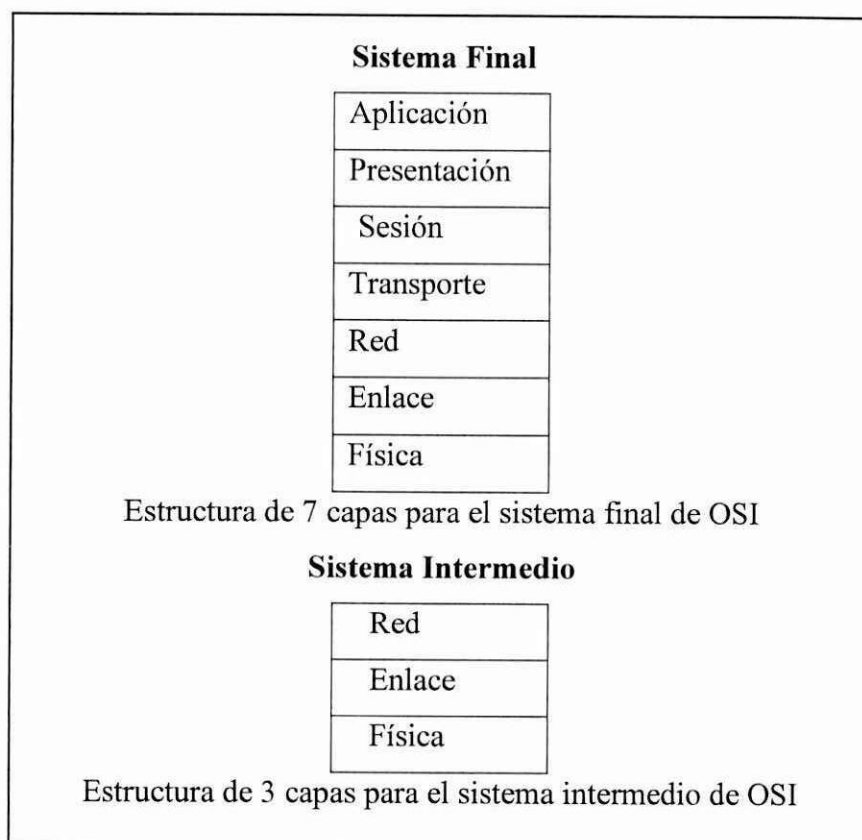 Sistema Final
Aplicación
Presentación
Sesión
Transporte
Red
Enlace
Física
Estructura de 7 capas para el sistema final de OSI
Sistema Intermedio
Red
Enlace
Física
Estructura de 3 capas para el sistema intermedio de OSI